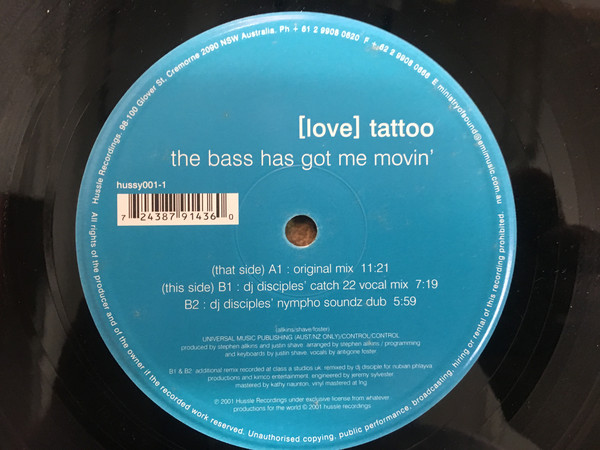 Hussle Recordings. 98-100 Glover St, Cremorne 2090 NSW Australia. Ph + 61 2 9908 0620 F + 61 2 9908 0666 E ministryofsound@emimusic.com.au
[love] tattoo
the bass has got me movin'
hussy001-1
7 24387 91436 0
(that side) A1 : original mix 11:21
(this side) B1 : dj disciples' catch 22 vocal mix 7:19
B2 : dj disciples' nympho soundz dub 5:59
(allkins/shave/foster)
UNIVERSAL MUSIC PUBLISHING (AUST/NZ ONLY)/CONTROL/CONTROL
produced by stephen allkins and justin shave. arranged by stephen allkins / programming
and keyboards by justin shave. vocals by antigone foster
B1 & B2: additional remix recorded at class a studios uk. remixed by dj disciple for nubian phlayva
productions and kimco entertainment. engineered by jeremy sylvester
mastered by kathy naunton, vinyl mastered at frg
℗ 2001 Hussle Recordings under exclusive license from whatever
productions for the world © 2001 hussle recordings
All rights of the producer and of the owner if the recorded work reserved. Unauthorised copying, public performance, broadcasting, hiring or rental of this recording prohibited.